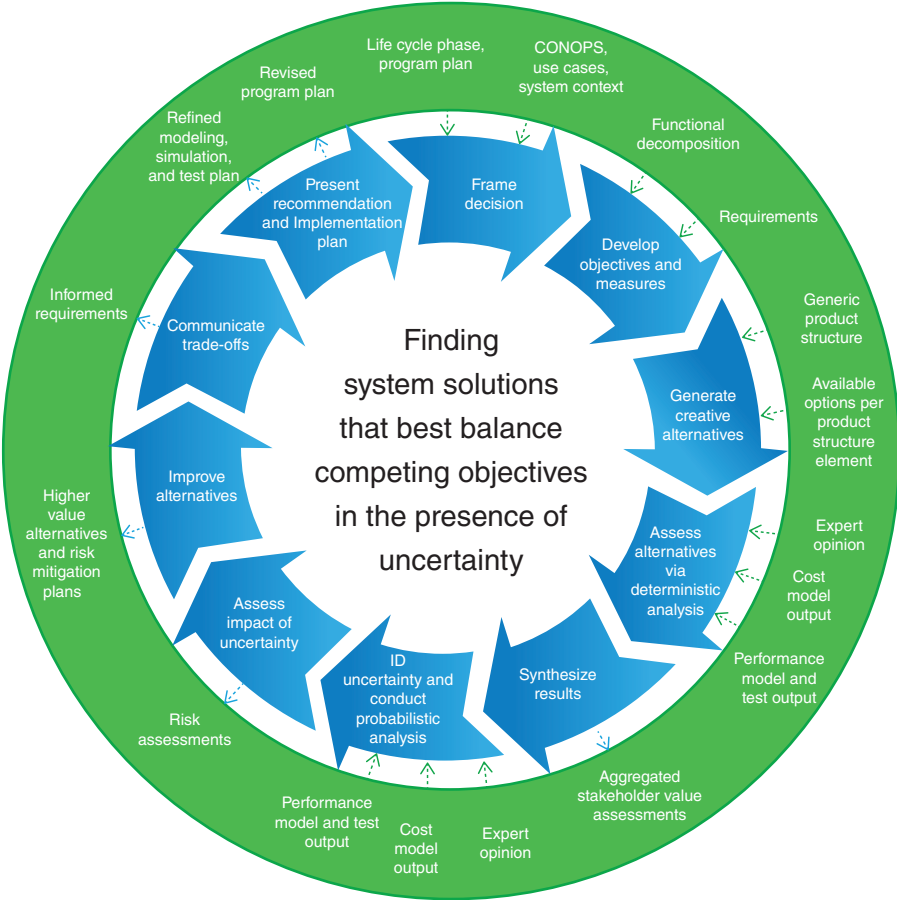 Life cycle phase,
program plan
CONOPS,
use cases,
system context
Functional
decomposition
Requirements
Generic
product
structure
Available
options per
product
structure
element
Expert
opinion
Cost
model
output
Performance
model and
test output
Aggregated
stakeholder value
assessments
Expert
opinion
Cost
model
output
Performance
model and test
output
Risk
assessments
Higher
value
alternatives
and risk
mitigation
plans
Informed
requirements
Refined
modeling,
simulation,
and test plan
Revised
program plan
Frame
decision
Develop
objectives and
measures
Generate
creative
alternatives
Assess
alternatives via
deterministic
analysis
Synthesize
results
ID
uncertainty and
conduct
probabilistic
analysis
Assess
impact of
uncertainty
Improve
alternatives
Communicate
trade-offs
Present
recommendation
and Implementation
plan
Finding
system solutions
that best balance
competing objectives
in the presence of
uncertainty